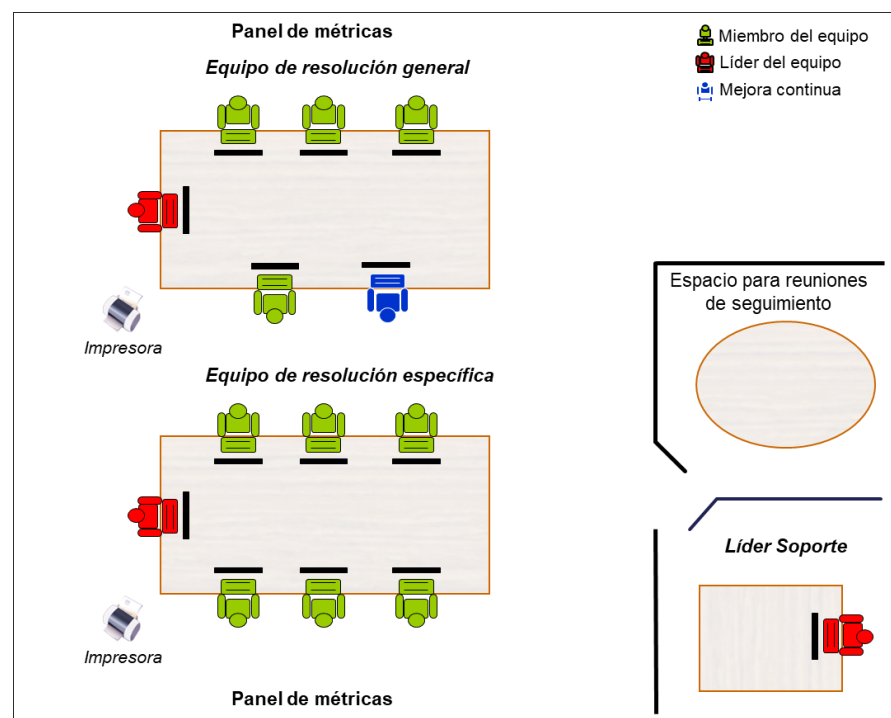 Panel de métricas
Equipo de resolución general
Miembro del equipo
Líder del equipo
Mejora continua
Impresora
Espacio para reuniones
de seguimiento
Equipo de resolución específica
Impresora
Líder Soporte
Panel de métricas